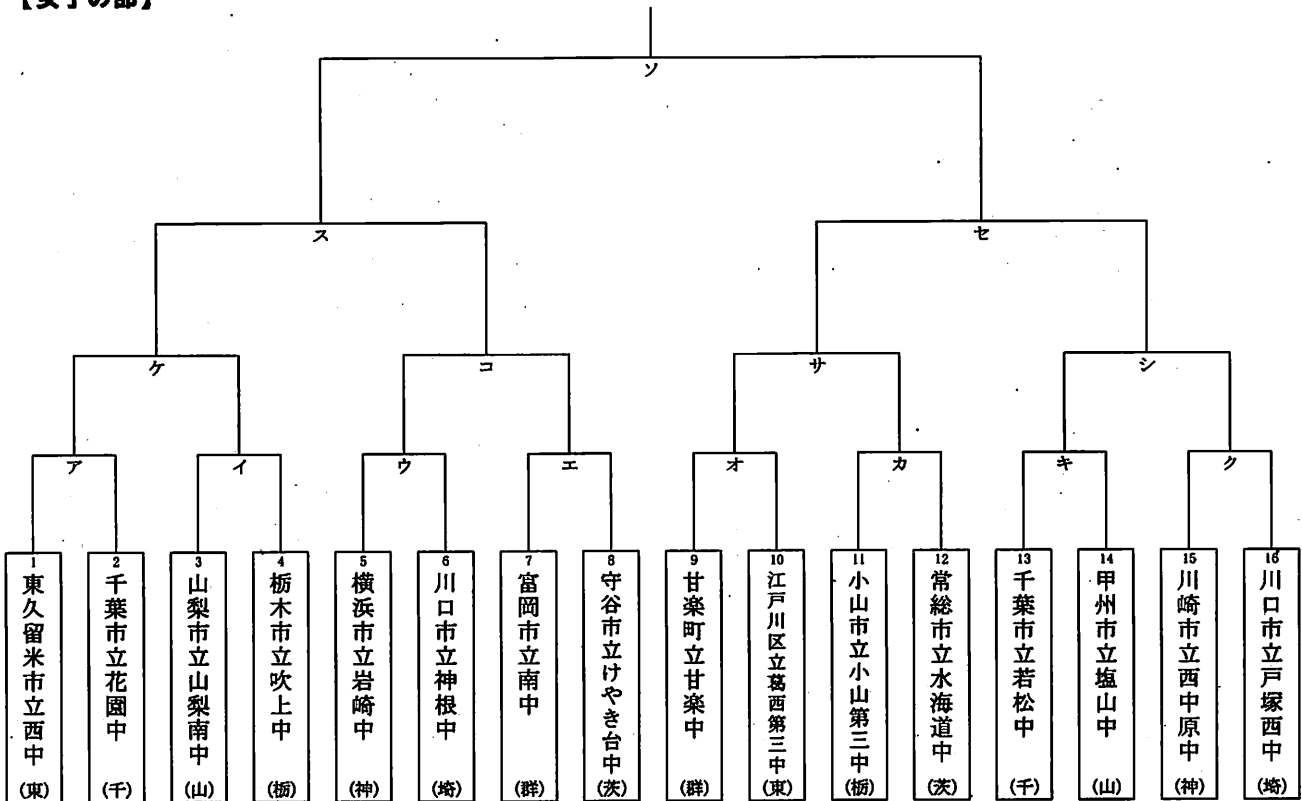 【女子の部】
ソ
ス
セ
ケ
コ
サ
シ
ア
イ
ウ
エ
オ
カ
キ
ク
1
東久留米市立西中
(東)
2
千葉市立花園中
(千)
3
山梨市立山梨南中
(山)
4
栃木市立吹上中
(栃)
5
横浜市立岩崎中
(神)
6
川口市立神根中
(埼)
7
富岡市立南中
(群)
8
守谷市立けやき台中
(茨)
9
甘楽町立甘楽中
(群)
10
江戸川区立葛西第三中
(東)
11
小山市立小山第三中
(栃)
12
常総市立水海道中
(茨)
13
千葉市立若松中
(千)
14
甲州市立塩山中
(山)
15
川崎市立西中原中
(神)
16
川口市立戸塚西中
(埼)